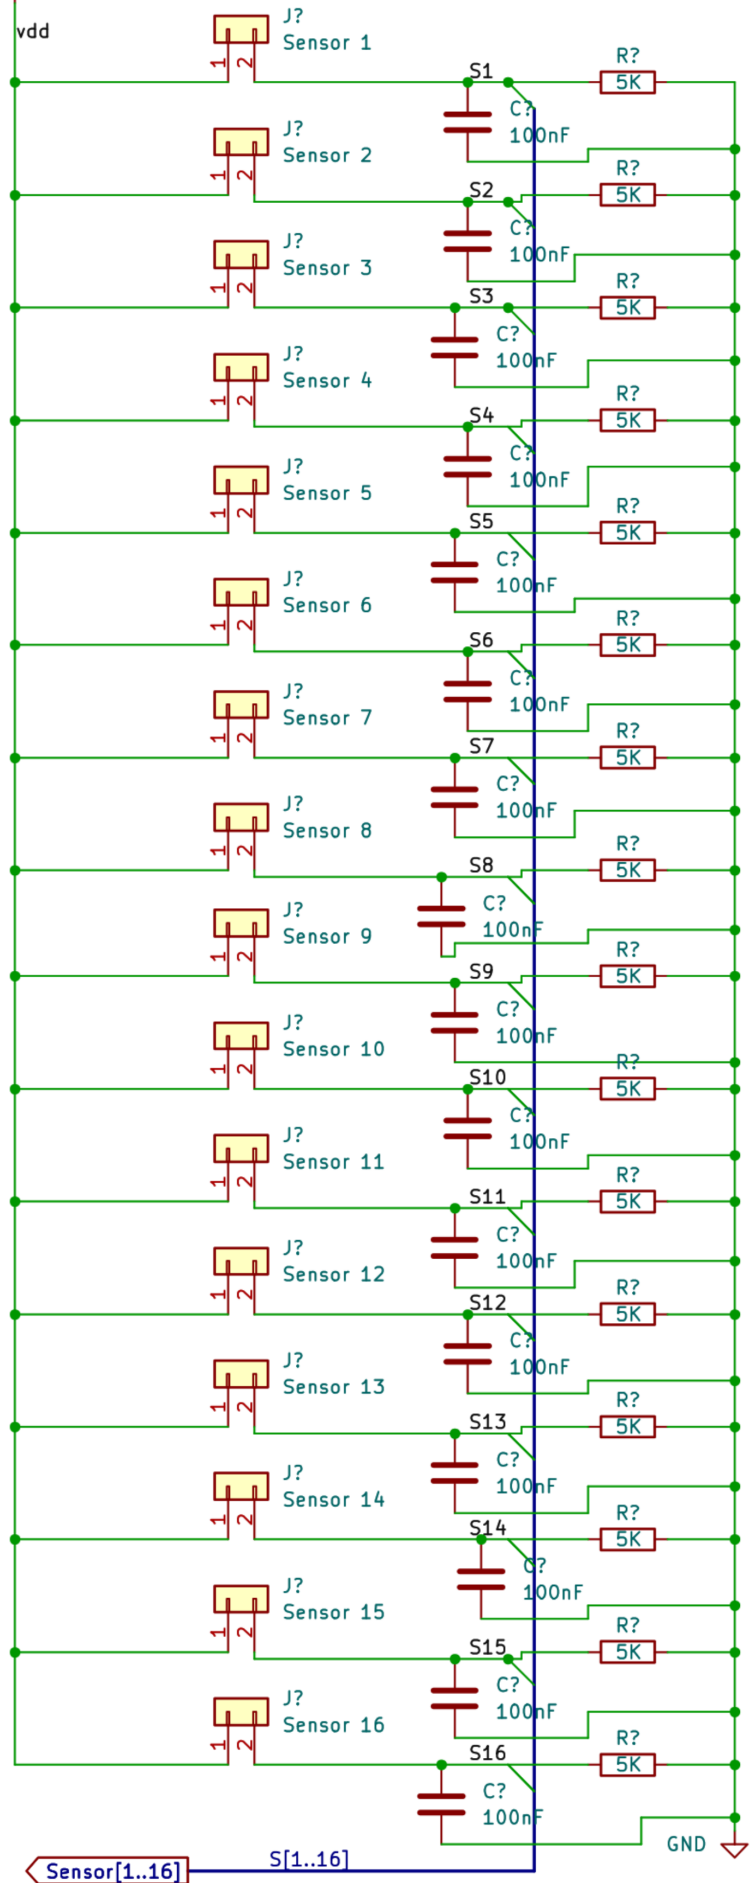 vdd
J?
Sensor 1
1 2
S1
C?
100nF
R?
5K
J?
Sensor 2
1 2
S2
C?
100nF
R?
5K
J?
Sensor 3
1 2
S3
C?
100nF
R?
5K
J?
Sensor 4
1 2
S4
C?
100nF
R?
5K
J?
Sensor 5
1 2
S5
C?
100nF
R?
5K
J?
Sensor 6
1 2
S6
C?
100nF
R?
5K
J?
Sensor 7
1 2
S7
C?
100nF
R?
5K
J?
Sensor 8
1 2
S8
C?
100nF
R?
5K
J?
Sensor 9
1 2
S9
C?
100nF
R?
5K
J?
Sensor 10
1 2
S10
C?
100nF
R?
5K
J?
Sensor 11
1 2
S11
C?
100nF
R?
5K
J?
Sensor 12
1 2
S12
C?
100nF
R?
5K
J?
Sensor 13
1 2
S13
C?
100nF
R?
5K
J?
Sensor 14
1 2
S14
C?
100nF
R?
5K
J?
Sensor 15
1 2
S15
C?
100nF
R?
5K
J?
Sensor 16
1 2
S16
C?
100nF
R?
5K
GND
S[1..16]
Sensor[1..16]